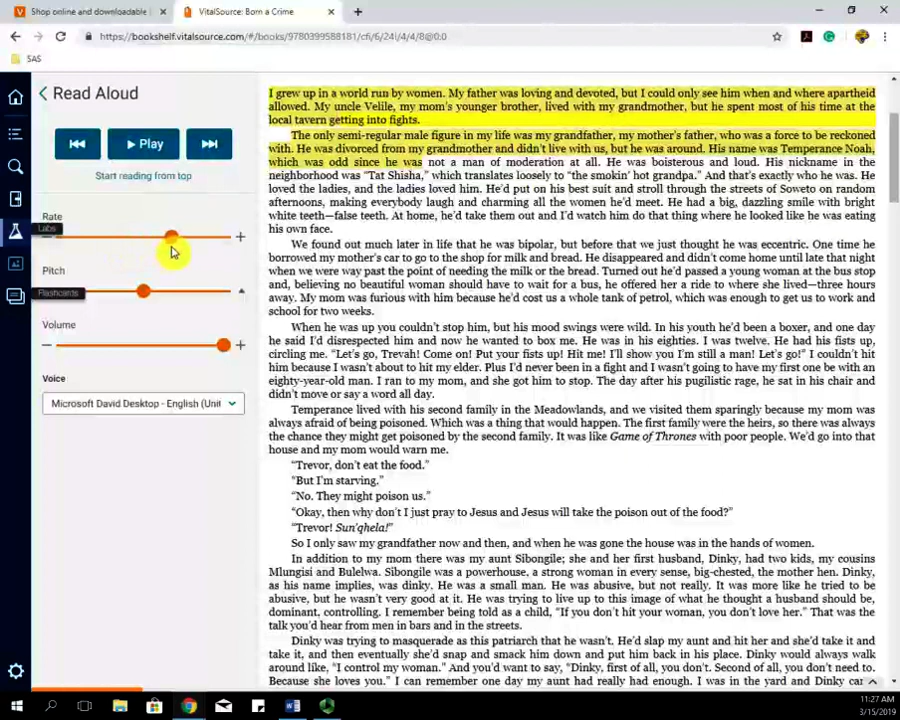 Shop online and downloadable
VitalSource: Born a Crime
https://bookshelf.vitalsource.com/#/books/9780399588181/cfi/6/24!/4/4/8@0:0
SAS
Read Aloud
Play
Start reading from top
Rate
Labs
Pitch
Flashcards
Volume
Voice
Microsoft David Desktop - English (Unit
I grew up in a world run by women. My father was loving and devoted, but I could only see him when and where apartheid
allowed. My uncle Velile, my mom's younger brother, lived with my grandmother, but he spent most of his time at the
local tavern getting into fights.
The only semi-regular male figure in my life was my grandfather, my mother's father, who was a force to be reckoned
with. He was divorced from my grandmother and didn't live with us, but he was around. His name was Temperance Noah,
which was odd since he was not a man of moderation at all. He was boisterous and loud. His nickname in the
neighborhood was "Tat Shisha," which translates loosely to "the smokin' hot grandpa." And that's exactly who he was. He
loved the ladies, and the ladies loved him. He'd put on his best suit and stroll through the streets of Soweto on random
afternoons, making everybody laugh and charming all the women he'd meet. He had a big, dazzling smile with bright
white teeth—false teeth. At home, he'd take them out and I'd watch him do that thing where he looked like he was eating
his own face.
We found out much later in life that he was bipolar, but before that we just thought he was eccentric. One time he
borrowed my mother's car to go to the shop for milk and bread. He disappeared and didn't come home until late that night
when we were way past the point of needing the milk or the bread. Turned out he'd passed a young woman at the bus stop
and, believing no beautiful woman should have to wait for a bus, he offered her a ride to where she lived—three hours
away. My mom was furious with him because he'd cost us a whole tank of petrol, which was enough to get us to work and
school for two weeks.
When he was up you couldn't stop him, but his mood swings were wild. In his youth he'd been a boxer, and one day
he said I'd disrespected him and now he wanted to box me. He was in his eighties. I was twelve. He had his fists up,
circling me. "Let's go, Trevah! Come on! Put your fists up! Hit me! I'll show you I'm still a man! Let's go!" I couldn't hit
him because I wasn't about to hit my elder. Plus I'd never been in a fight and I wasn't going to have my first one be with an
eighty-year-old man. I ran to my mom, and she got him to stop. The day after his pugilistic rage, he sat in his chair and
didn't move or say a word all day.
Temperance lived with his second family in the Meadowlands, and we visited them sparingly because my mom was
always afraid of being poisoned. Which was a thing that would happen. The first family were the heirs, so there was always
the chance they might get poisoned by the second family. It was like Game of Thrones with poor people. We'd go into that
house and my mom would warn me.
"Trevor, don't eat the food."
"But I'm starving."
"No. They might poison us."
"Okay, then why don't I just pray to Jesus and Jesus will take the poison out of the food?"
"Trevor! Sun'qhela!"
So I only saw my grandfather now and then, and when he was gone the house was in the hands of women.
In addition to my mom there was my aunt Sibongile; she and her first husband, Dinky, had two kids, my cousins
Mlungisi and Bulelwa. Sibongile was a powerhouse, a strong woman in every sense, big-chested, the mother hen. Dinky,
as his name implies, was dinky. He was a small man. He was abusive, but not really. It was more like he tried to be
abusive, but he wasn't very good at it. He was trying to live up to this image of what he thought a husband should be,
dominant, controlling. I remember being told as a child, "If you don't hit your woman, you don't love her." That was the
talk you'd hear from men in bars and in the streets.
Dinky was trying to masquerade as this patriarch that he wasn't. He'd slap my aunt and hit her and she'd take it and
take it, and then eventually she'd snap and smack him down and put him back in his place. Dinky would always walk
around like, "I control my woman." And you'd want to say, "Dinky, first of all, you don't. Second of all, you don't need to.
Because she loves you." I can remember one day my aunt had really had enough. I was in the yard and Dinky
11:27 AM
3/15/2019